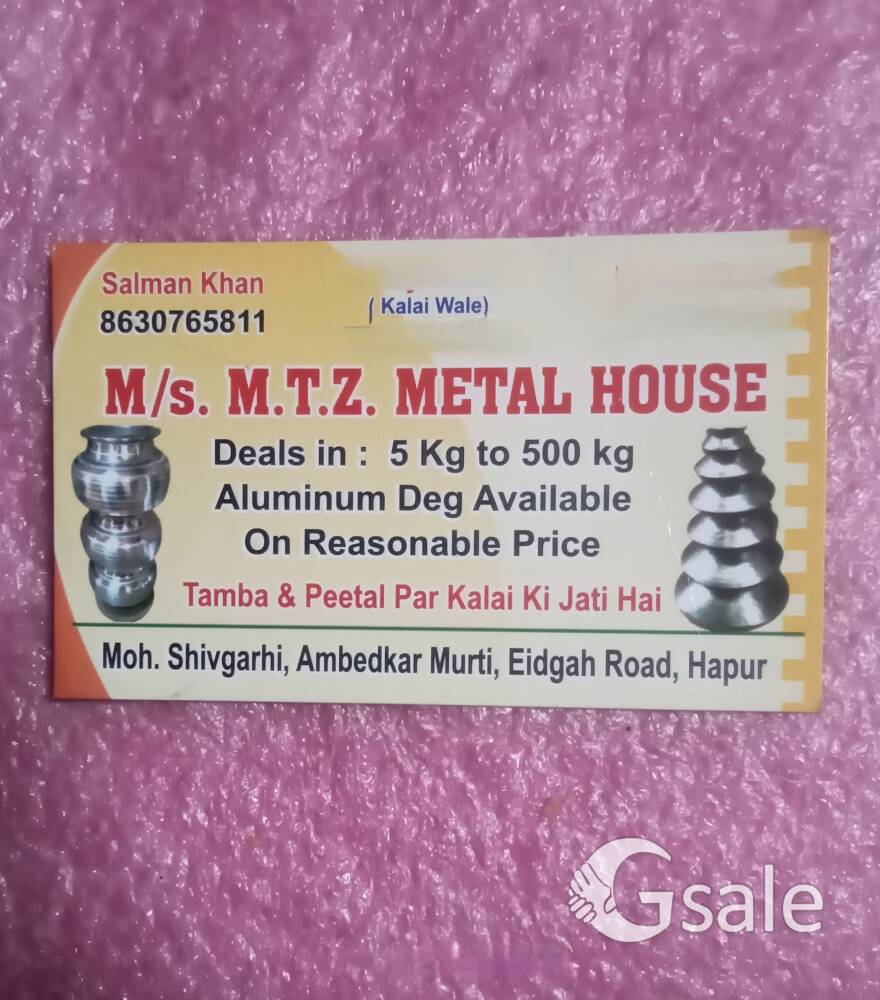 Salman Khan
8630765811
( Kalai Wale)
M/s. M.T.Z. METAL HOUSE
Deals in : 5 Kg to 500 kg
Aluminum Deg Available
On Reasonable Price
Tamba & Peetal Par Kalai Ki Jati Hai
Moh. Shivgarhi, Ambedkar Murti, Eidgah Road, Hapur
Gsale